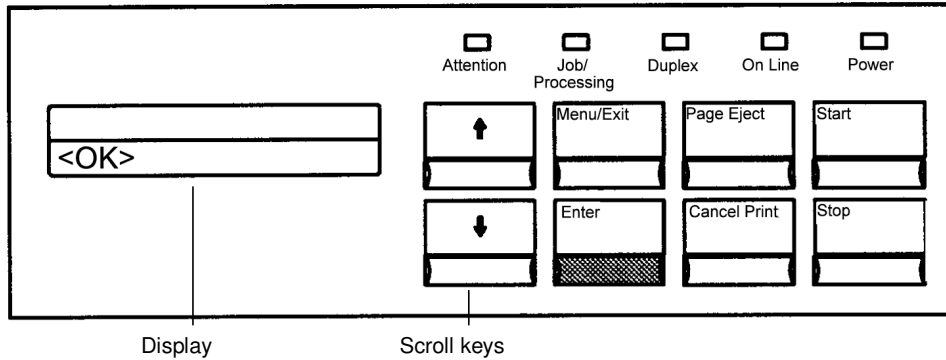 Attention Job/ Processing Duplex On Line Power
<OK>
Menu/Exit Page Eject Start
Enter Cancel Print Stop
Display Scroll keys